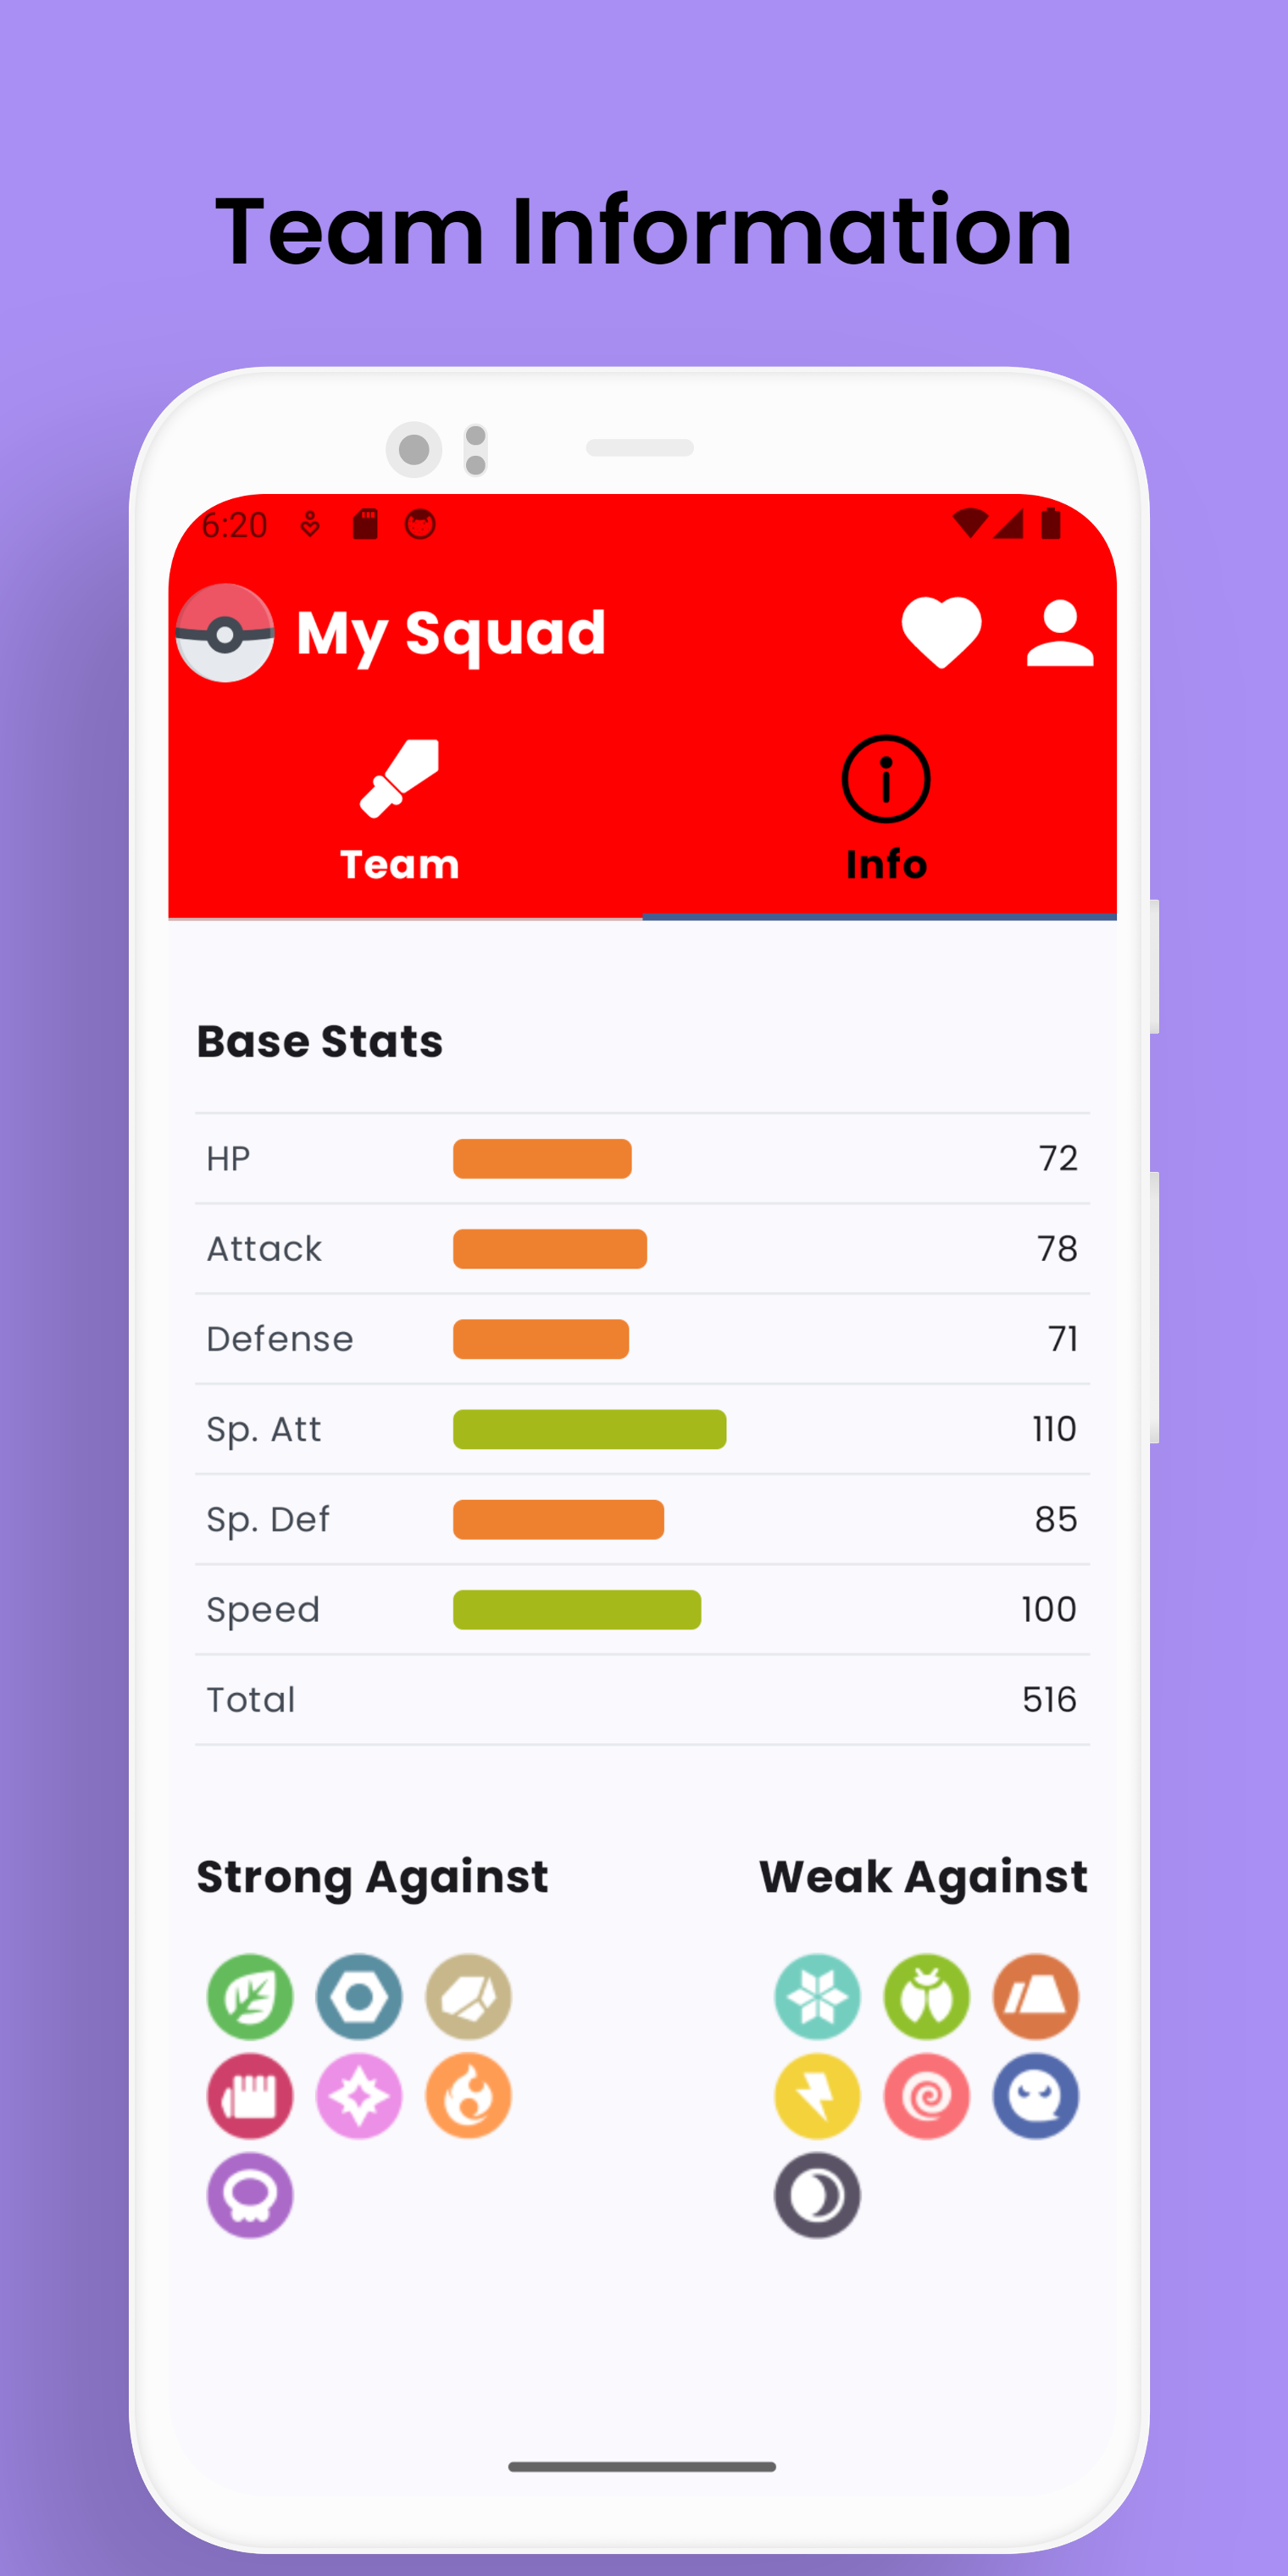 Team Information
6:20
My Squad
Team
Info
Base Stats
HP 72
Attack 78
Defense 71
Sp. Att 110
Sp. Def 85
Speed 100
Total 516
Strong Against
Weak Against